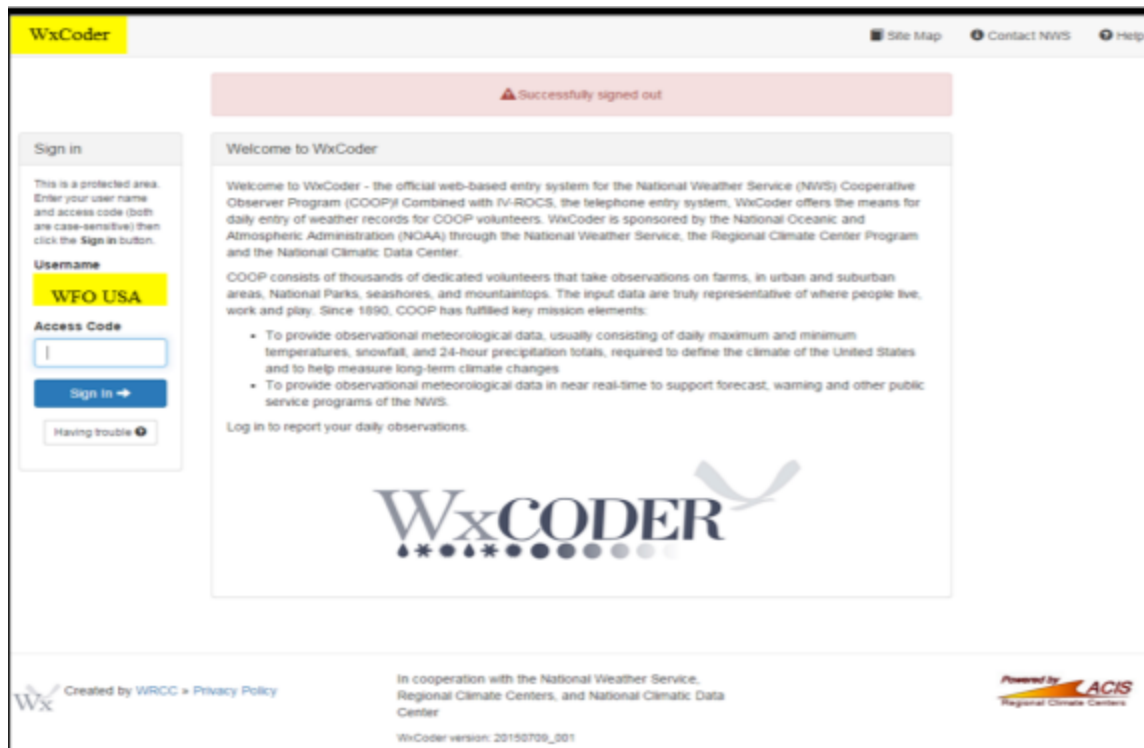 WxCoder
Site Map Contact NWS Help
Successfully signed out
Sign in
This is a protected area.
Enter your user name
and access code (both
are case-sensitive) then
click the Sign in button.
Username
WFO USA
Access Code
Sign In
Having trouble
Welcome to WxCoder
Welcome to WxCoder - the official web-based entry system for the National Weather Service (NWS) Cooperative
Observer Program (COOP)! Combined with IV-ROCS, the telephone entry system, WxCoder offers the means for
daily entry of weather records for COOP volunteers. WxCoder is sponsored by the National Oceanic and
Atmospheric Administration (NOAA) through the National Weather Service, the Regional Climate Center Program
and the National Climatic Data Center.
COOP consists of thousands of dedicated volunteers that take observations on farms, in urban and suburban
areas, National Parks, seashores, and mountaintops. The input data are truly representative of where people live,
work and play. Since 1890, COOP has fulfilled key mission elements:
• To provide observational meteorological data, usually consisting of daily maximum and minimum
temperatures, snowfall, and 24-hour precipitation totals, required to define the climate of the United States
and to help measure long-term climate changes
• To provide observational meteorological data in near real-time to support forecast, warning and other public
service programs of the NWS.
Log in to report your daily observations.
WxCODER
Wx
Created by WRCC » Privacy Policy
In cooperation with the National Weather Service,
Regional Climate Centers, and National Climatic Data
Center
WxCoder version: 20150709_001
Powered by
ACIS
Regional Climate Centers